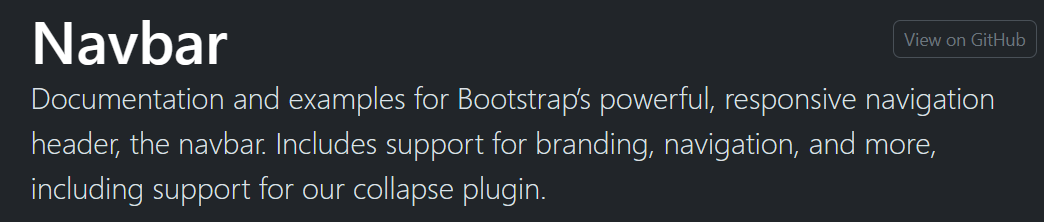 Navbar
View on GitHub
Documentation and examples for Bootstrap’s powerful, responsive navigation
header, the navbar. Includes support for branding, navigation, and more,
including support for our collapse plugin.